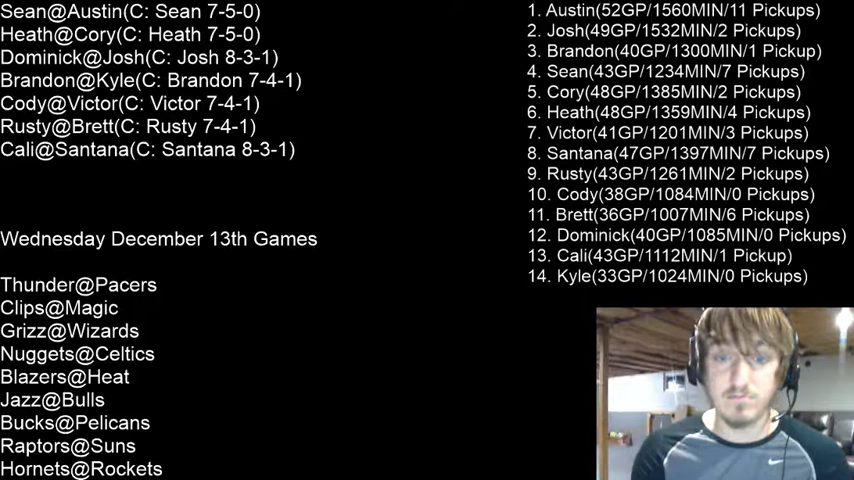 Sean@Austin(C: Sean 7-5-0)
Heath@Cory(C: Heath 7-5-0)
Dominick@Josh(C: Josh 8-3-1)
Brandon@Kyle(C: Brandon 7-4-1)
Cody@Victor(C: Victor 7-4-1)
Rusty@Brett(C: Rusty 7-4-1)
Cali@Santana(C: Santana 8-3-1)
Wednesday December 13th Games
Thunder@Pacers
Clips@Magic
Grizz@Wizards
Nuggets@Celtics
Blazers@Heat
Jazz@Bulls
Bucks@Pelicans
Raptors@Suns
Hornets@Rockets
1. Austin(52GP/1560MIN/11 Pickups)
2. Josh(49GP/1532MIN/2 Pickups)
3. Brandon(40GP/1300MIN/1 Pickup)
4. Sean(43GP/1234MIN/7 Pickups)
5. Cory(48GP/1385MIN/2 Pickups)
6. Heath(48GP/1359MIN/4 Pickups)
7. Victor(41GP/1201MIN/3 Pickups)
8. Santana(47GP/1397MIN/7 Pickups)
9. Rusty(43GP/1261MIN/2 Pickups)
10. Cody(38GP/1084MIN/0 Pickups)
11. Brett(36GP/1007MIN/6 Pickups)
12. Dominick(40GP/1085MIN/0 Pickups)
13. Cali(43GP/1112MIN/1 Pickup)
14. Kyle(33GP/1024MIN/0 Pickups)